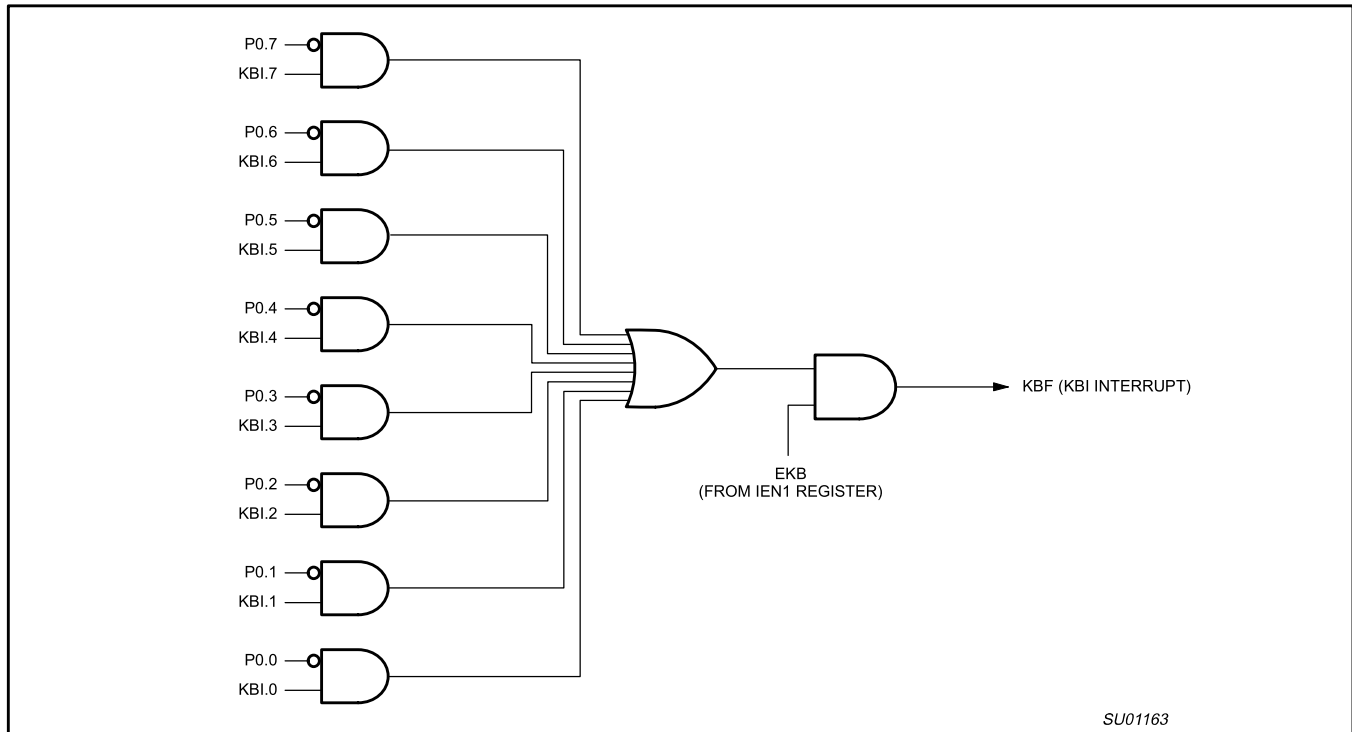 P0.7
KBI.7
P0.6
KBI.6
P0.5
KBI.5
P0.4
KBI.4
P0.3
KBI.3
P0.2
KBI.2
P0.1
KBI.1
P0.0
KBI.0
EKB
(FROM IEN1 REGISTER)
KBF (KBI INTERRUPT)
SU01163